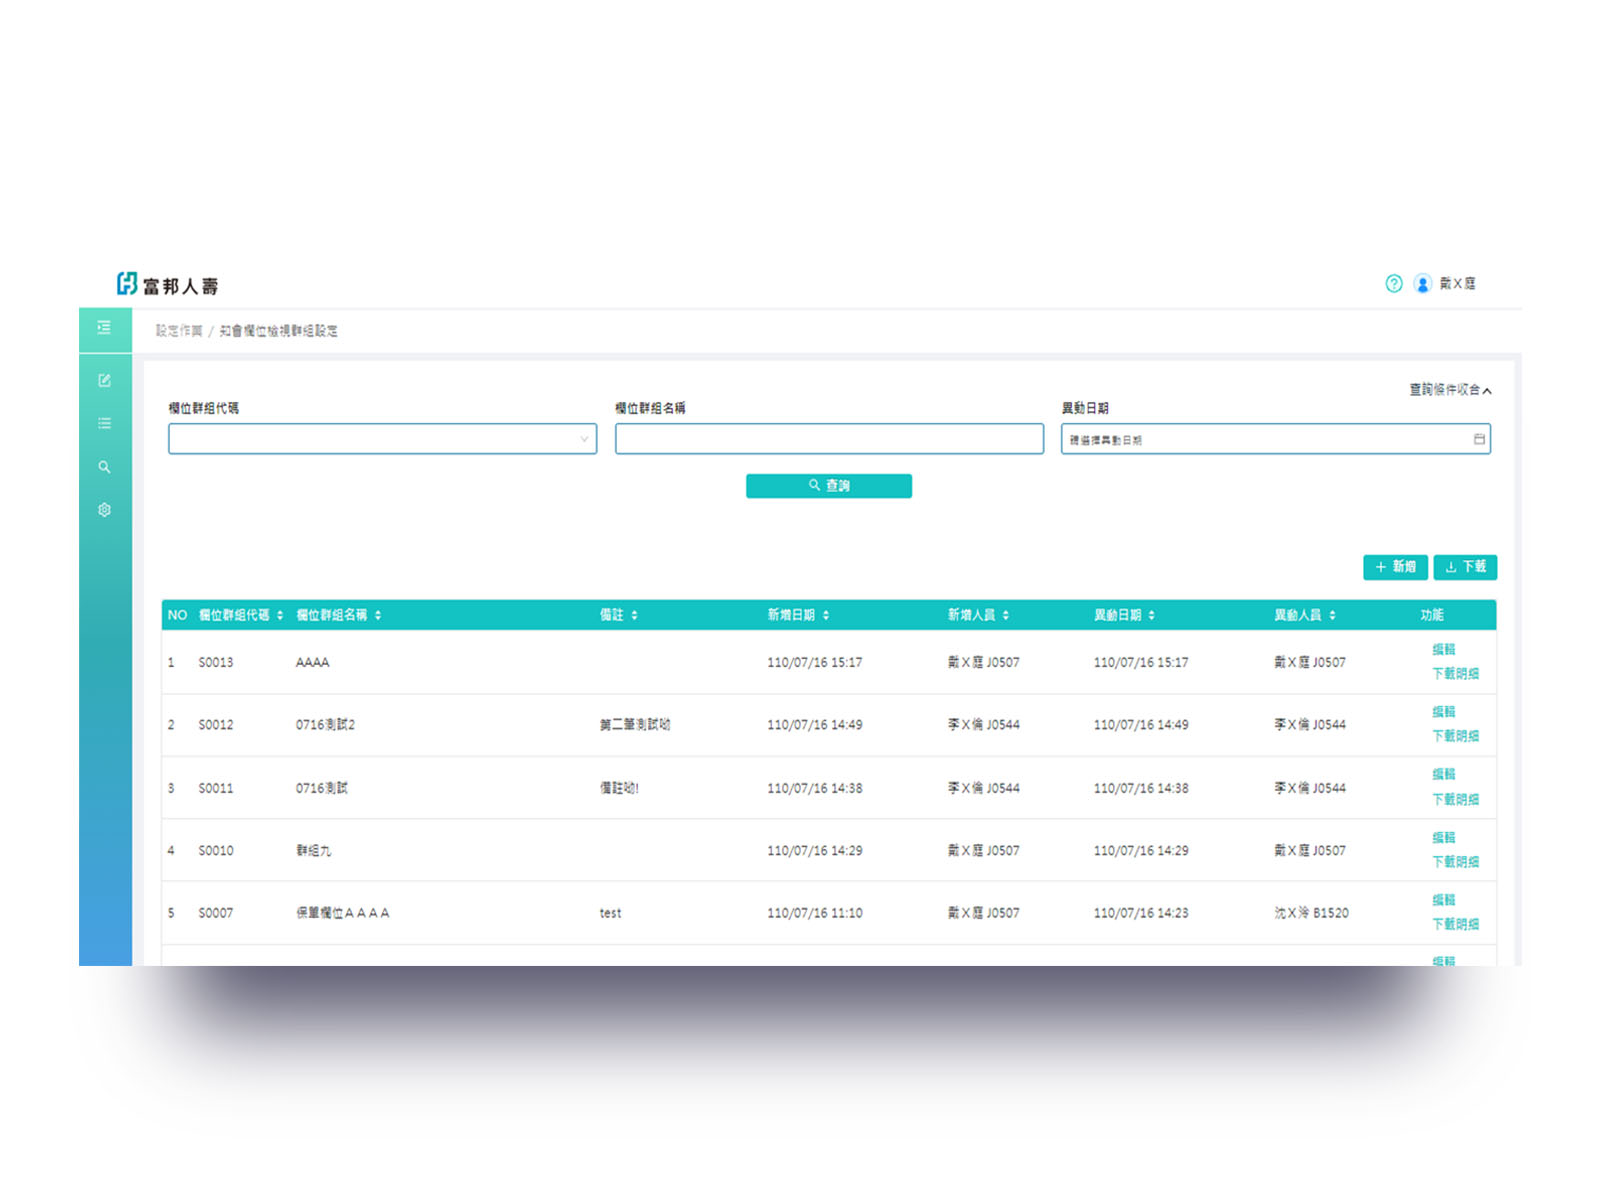 富邦人壽
戴X庭
設定作業 / 知會欄位檢視群組設定
查詢條件收合
欄位群組代碼 欄位群組名稱 異動日期
請選擇異動日期
查詢
新增 下載
NO 欄位群組代碼 欄位群組名稱 備註 新增日期 新增人員 異動日期 異動人員 功能
1 S0013 AAAA 110/07/16 15:17 戴X庭 J0507 110/07/16 15:17 戴X庭 J0507 編輯
下載明細
2 S0012 0716測試2 第二筆測試呦 110/07/16 14:49 李X倫 J0544 110/07/16 14:49 李X倫 J0544 編輯
下載明細
3 S0011 0716測試 備註呦! 110/07/16 14:38 李X倫 J0544 110/07/16 14:38 李X倫 J0544 編輯
下載明細
4 S0010 群組九 110/07/16 14:29 戴X庭 J0507 110/07/16 14:29 戴X庭 J0507 編輯
下載明細
5 S0007 保單欄位ＡＡＡＡ test 110/07/16 11:10 戴X庭 J0507 110/07/16 14:23 沈X泠 B1520 編輯
下載明細
編輯